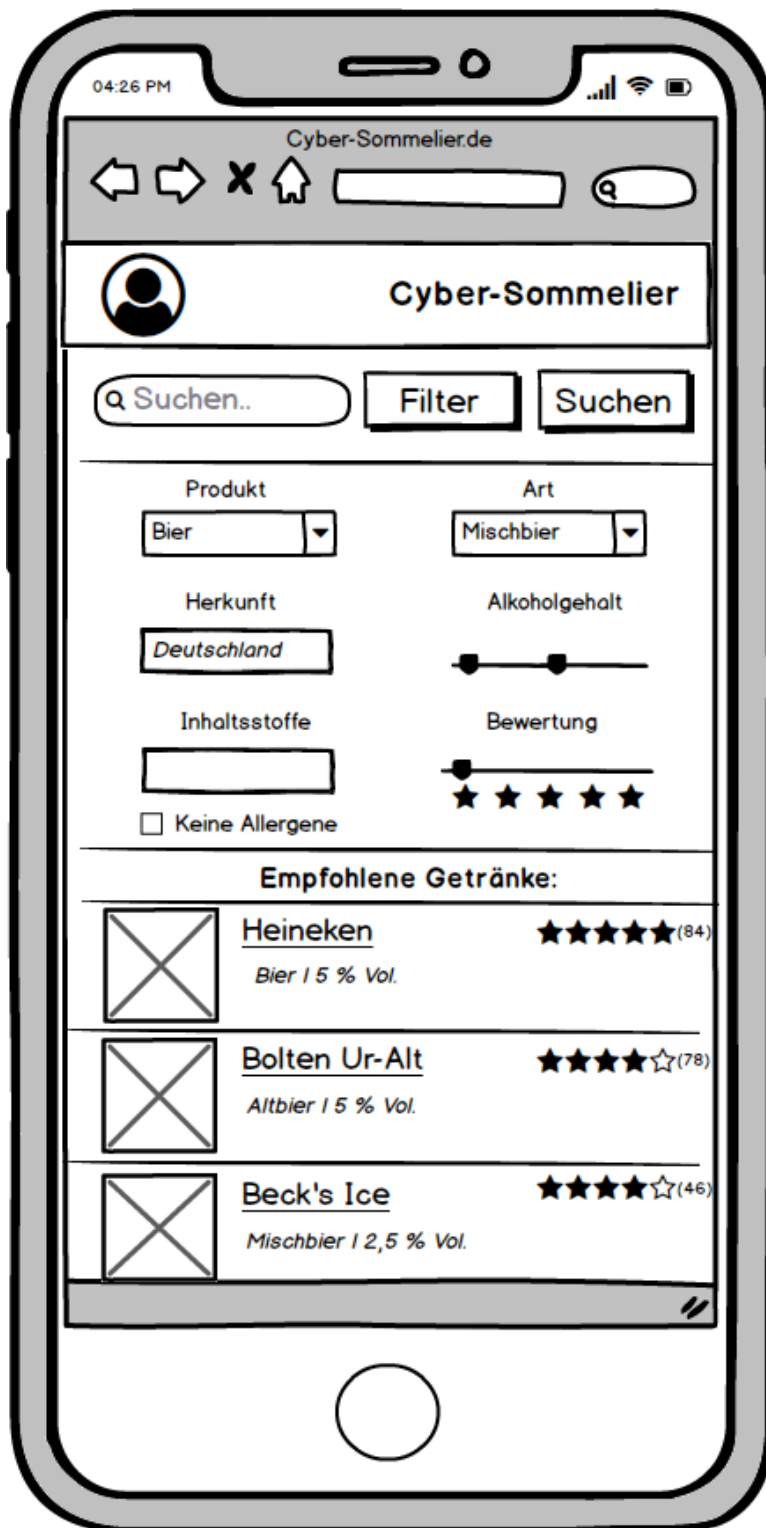 04:26 PM
Cyber-Sommelier.de
Cyber-Sommelier
Suchen..
Filter
Suchen
Produkt
Art
Bier
Mischbier
Herkunft
Alkoholgehalt
Deutschland
Inhaltsstoffe
Bewertung
Keine Allergene
Empfohlene Getränke:
Heineken
(84)
Bier | 5 % Vol.
Bolten Ur-Alt
(78)
Altbier | 5 % Vol.
Beck's Ice
(46)
Mischbier | 2,5 % Vol.